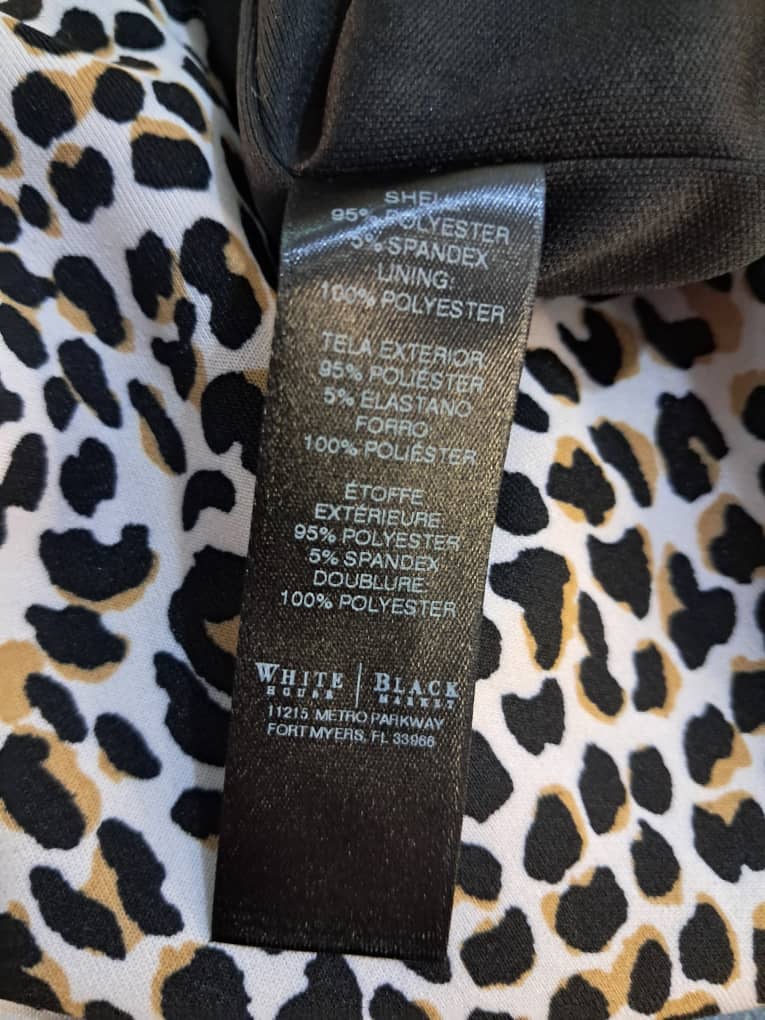 SHELL
95% POLYESTER
5% SPANDEX
LINING:
100% POLYESTER
TELA EXTERIOR
95% POLIÉSTER
5% ELASTANO
FORRO
100% POLIÉSTER
ÉTOFFE
EXTÉRIEURE
95% POLYESTER
5% SPANDEX
DOUBLURE
100% POLYESTER
WHITE | BLACK
HOUSE MARKET
11215 METRO PARKWAY
FORT MYERS, FL 33966